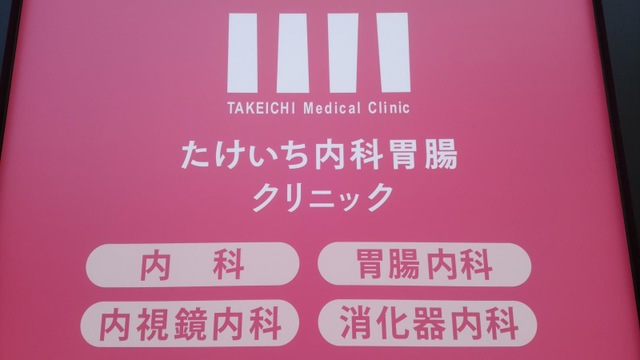 TAKEICHI Medical Clinic
たけいち内科胃腸
クリニック
内 科
胃腸内科
内視鏡内科
消化器内科